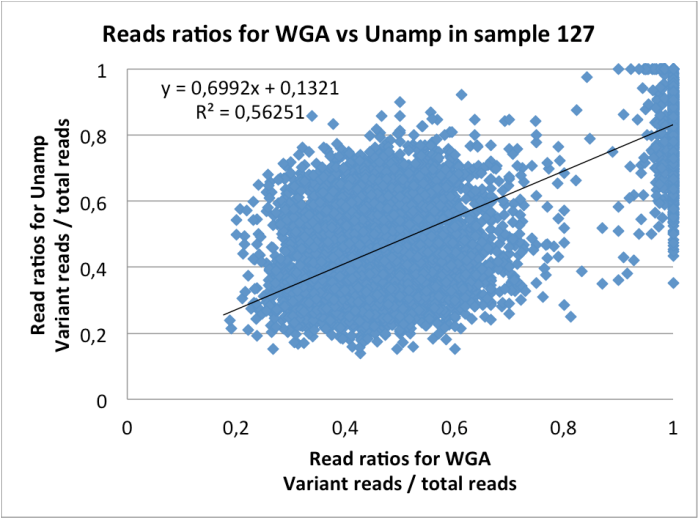 Reads ratios for WGA vs Unamp in sample 127
y = 0,6992x + 0,1321
R² = 0,56251
1
0,8
0,6
0,4
0,2
0
Read ratios for Unamp
Variant reads / total reads
0
0,2
0,4
0,6
0,8
1
Read ratios for WGA
Variant reads / total reads